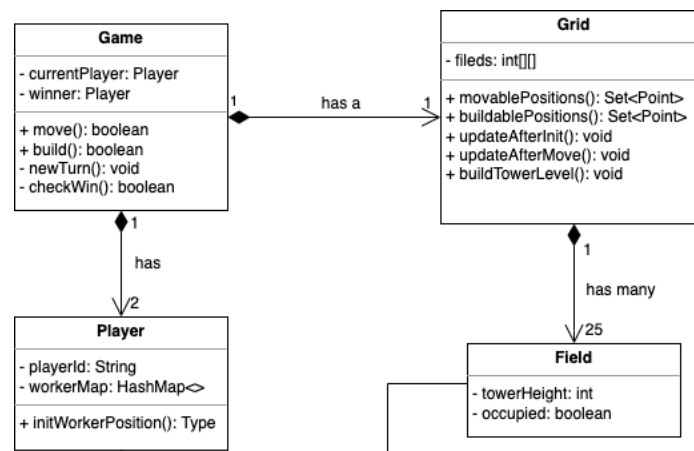 Game
- currentPlayer: Player
- winner: Player
+ move(): boolean
+ build(): boolean
- newTurn(): void
- checkWin(): boolean
1
has a
1
Grid
- fileds: int[][]
+ movablePositions(): Set<Point>
+ buildablePositions(): Set<Point>
+ updateAfterInit(): void
+ updateAfterMove(): void
+ buildTowerLevel(): void
1
has
2
1
has many
25
Player
- playerId: String
- workerMap: HashMap<>
+ initWorkerPosition(): Type
Field
- towerHeight: int
- occupied: boolean